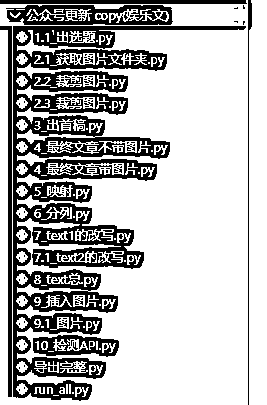 公众号更新 copy(娱乐文)
1.1_出选题.py
2.1_获取图片文件夹.py
2.2_裁剪图片.py
2.3_裁剪图片.py
3_出首稿.py
4_最终文章不带图片.py
4_最终文章带图片.py
5_映射.py
6_分列.py
7_text1的改写.py
7.1_text2的改写.py
8_text总.py
9_插入图片.py
9.1_图片.py
10_检测API.py
导出完整.py
run_all.py